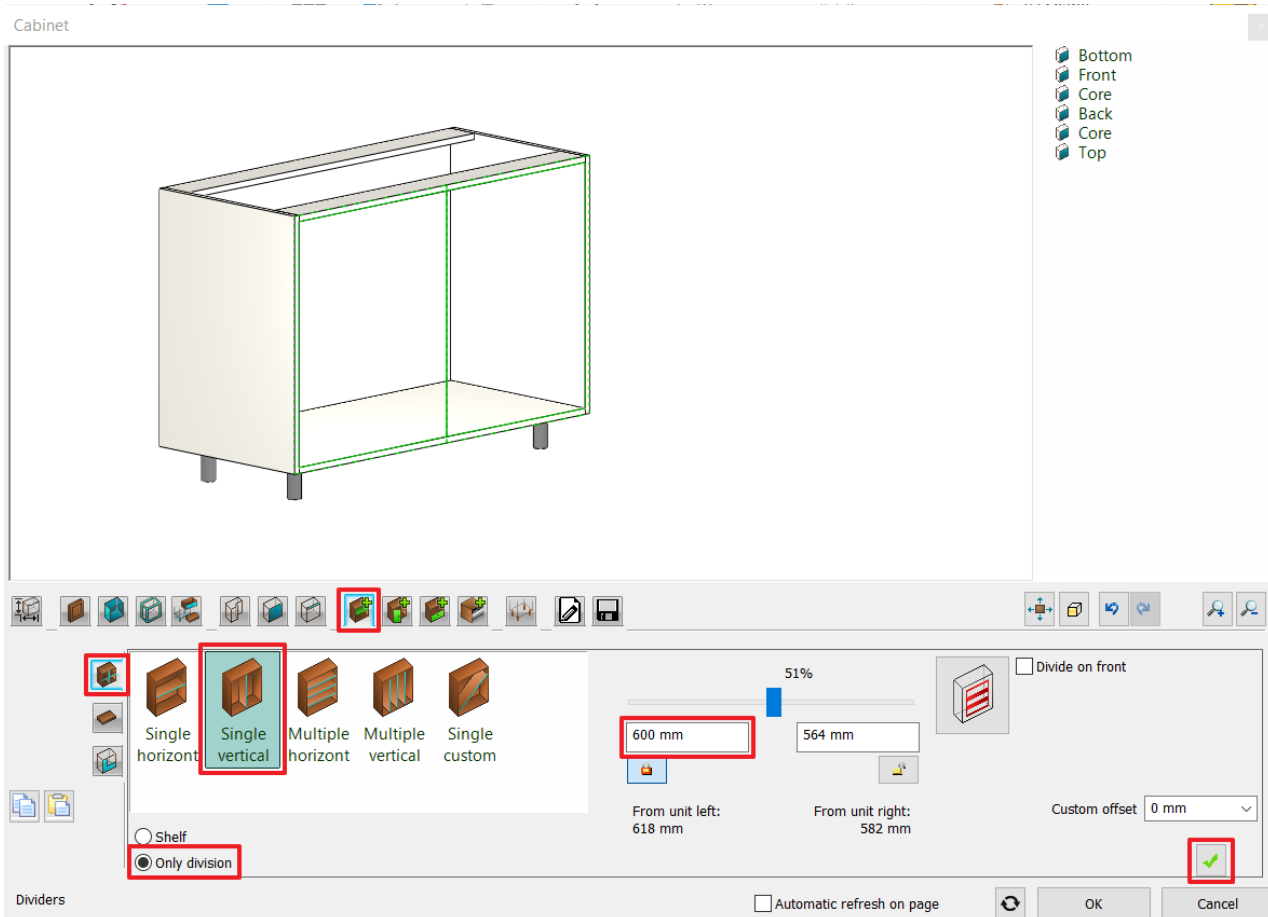 Cabinet
Bottom
Front
Core
Back
Core
Top
Single
horizont
Single
vertical
Multiple
horizont
Multiple
vertical
Single
custom
Shelf
Only division
51%
600 mm
564 mm
From unit left:
618 mm
From unit right:
582 mm
Divide on front
Custom offset
0 mm
Dividers
Automatic refresh on page
OK
Cancel